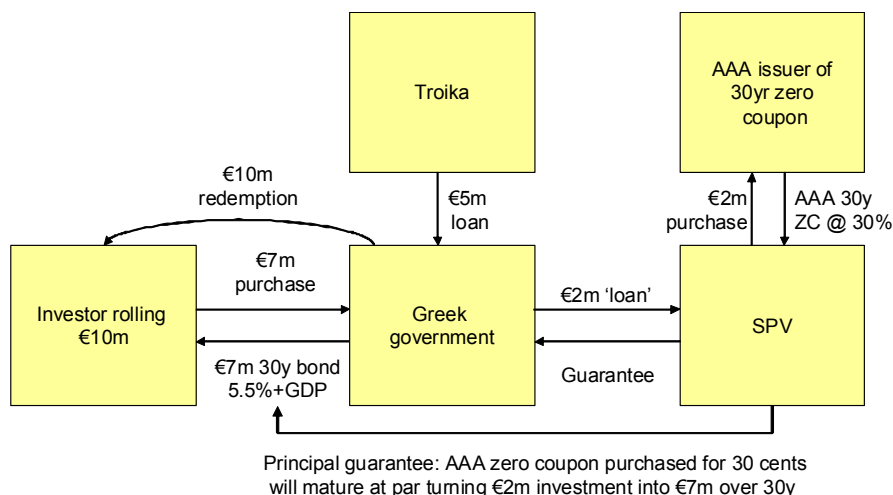 Troika
AAA issuer of
30yr zero
coupon
€10m
redemption
€5m
loan
€2m
purchase
AAA 30y
ZC @ 30%
€7m
purchase
Investor rolling
€10m
Greek
government
€2m 'loan'
SPV
€7m 30y bond
5.5%+GDP
Guarantee
Principal guarantee: AAA zero coupon purchased for 30 cents
will mature at par turning €2m investment into €7m over 30y